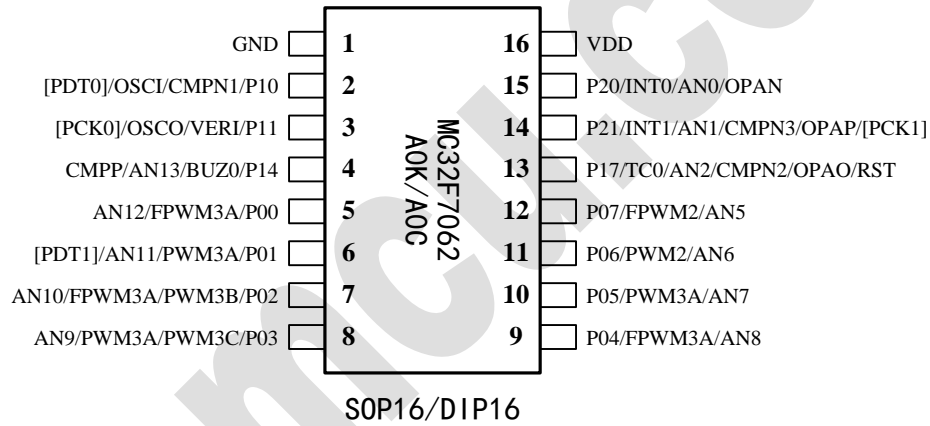 GND 1 16 VDD
[PDT0]/OSCI/CMPN1/P10 2 15 P20/INT0/AN0/OPAN
[PCK0]/OSCO/VERI/P11 3 14 P21/INT1/AN1/CMPN3/OPAP/[PCK1]
CMPP/AN13/BUZ0/P14 4 13 P17/TC0/AN2/CMPN2/OPAO/RST
AN12/FPWM3A/P00 5 12 P07/FPWM2/AN5
[PDT1]/AN11/PWM3A/P01 6 11 P06/PWM2/AN6
AN10/FPWM3A/PWM3B/P02 7 10 P05/PWM3A/AN7
AN9/PWM3A/PWM3C/P03 8 9 P04/FPWM3A/AN8
MC32F7062
A0K/A0C
SOP16/DIP16
mcu.co